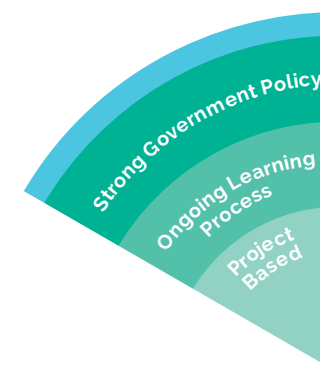 Strong Government Policy
Ongoing Learning
Process
Project
Based